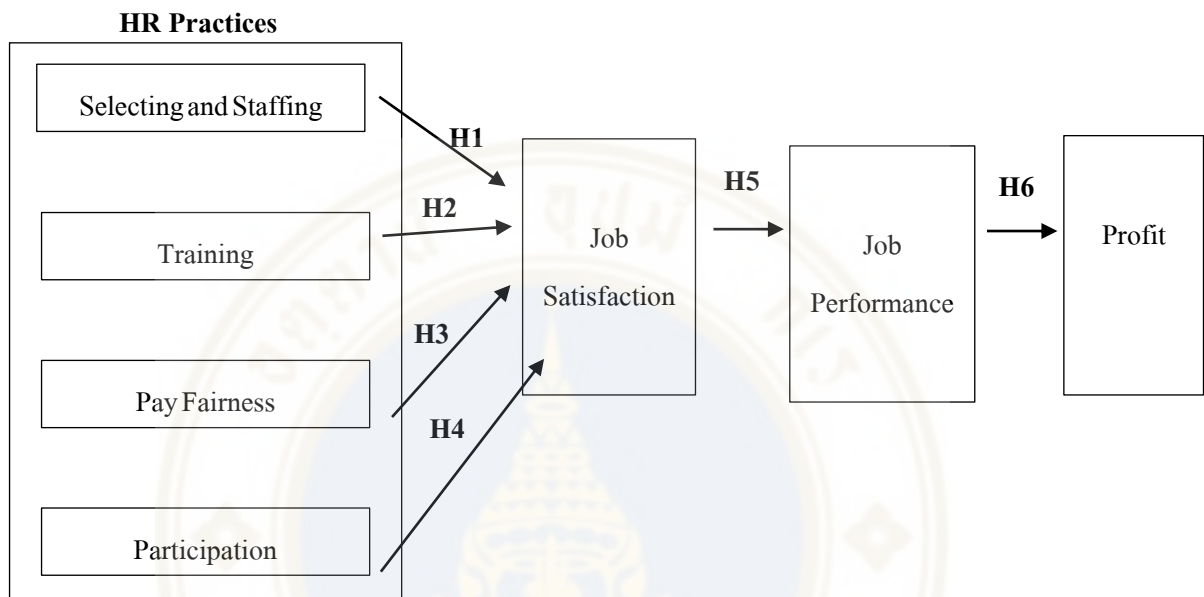 HR Practices
Selecting and Staffing
H1
H2
Training
H3
Pay Fairness
H4
Participation
Job
Satisfaction
H5
Job
Performance
H6
Profit